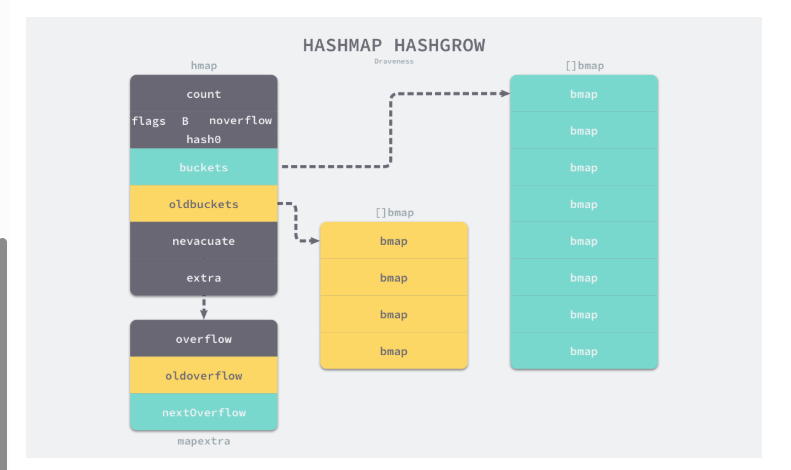 HASHMAP HASHGROW
Draveness
hmap
count
flags B noverflow
hash0
buckets
oldbuckets
nevacuate
extra
overflow
oldoverflow
nextOverflow
mapextra
[]bmap
bmap
bmap
bmap
bmap
[]bmap
bmap
bmap
bmap
bmap
bmap
bmap
bmap
bmap